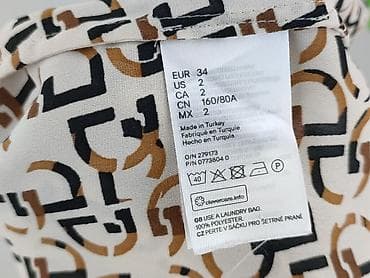 EUR 34
US 2
CA 2
CN 160/80A
MX 2
Made in Turkey
Fabriqué en Turquie
Hecho en Turquía
O/N 279173
P/N 0773804 0
40
clevercare.info
GB USE A LAUNDRY BAG.
100% POLYESTER.
CZ PERTE V SÁČKU PRO ŠETRNÉ PRANÍ